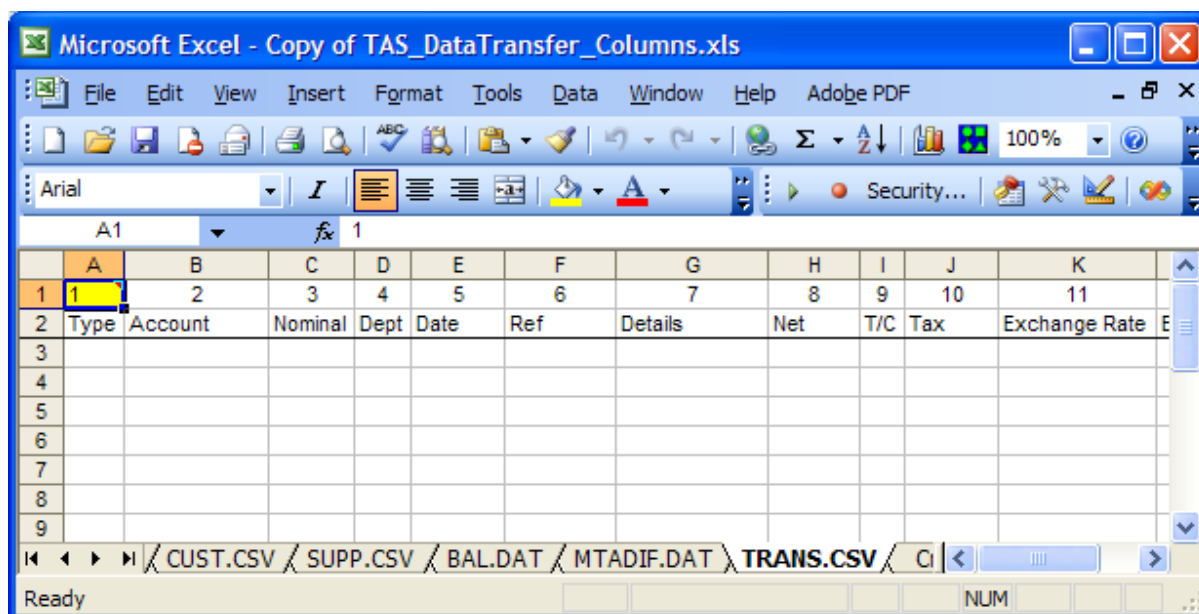 Microsoft Excel - Copy of TAS_DataTransfer_Columns.xls
File Edit View Insert Format Tools Data Window Help Adobe PDF
ABC Σ A Z 100% ?
Arial I a A Security...
A1 fx 1
A B C D E F G H I J K
1 1 2 3 4 5 6 7 8 9 10 11
2 Type Account Nominal Dept Date Ref Details Net T/C Tax Exchange Rate E
3
4
5
6
7
8
9
CUST.CSV SUPP.CSV BAL.DAT MTADIF.DAT TRANS.CSV
Ready NUM